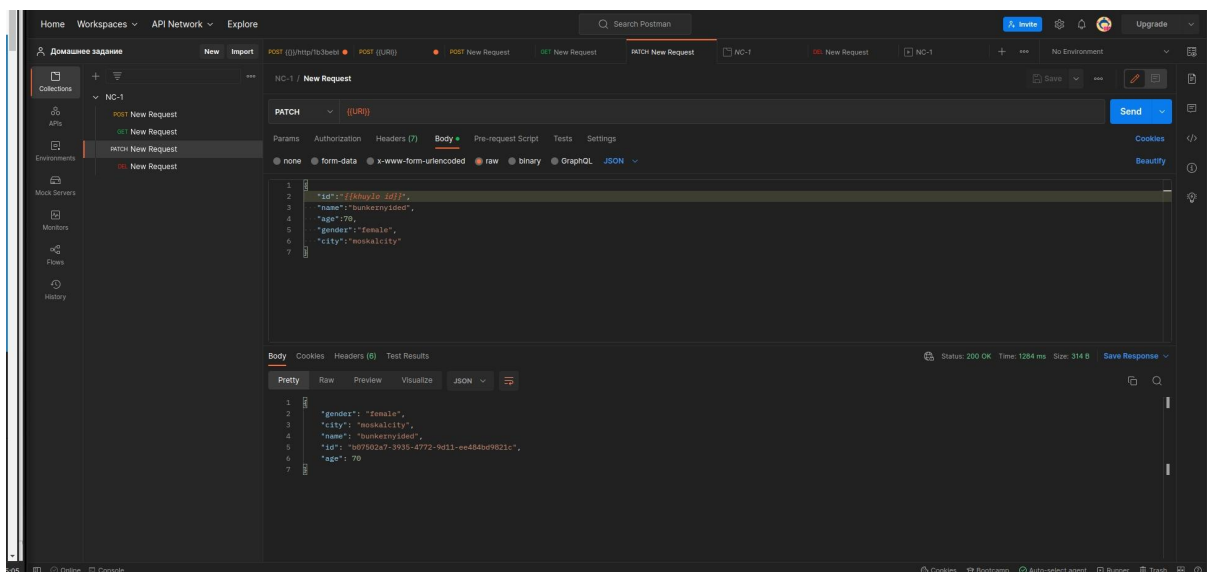 Home Workspaces API Network Explore Search Postman Invite Upgrade
Домашнее задание New Import POST {{}}/http/1b3bebl POST {{URI}} POST New Request GET New Request PATCH New Request NC-1 DEL New Request NC-1 + No Environment
Collections
APIs
Environments
Mock Servers
Monitors
Flows
History
NC-1
POST New Request
GET New Request
PATCH New Request
DEL New Request
NC-1 / New Request Save
PATCH {{URI}} Send
Params Authorization Headers (7) Body Pre-request Script Tests Settings Cookies
none form-data x-www-form-urlencoded raw binary GraphQL JSON Beautify
1 {
2 "id":"{{khuylo id}}",
3 "name":"bunkernyided",
4 "age":70,
5 "gender":"female",
6 "city":"moskalcity"
7 }
Body Cookies Headers (6) Test Results Status: 200 OK Time: 1284 ms Size: 314 B Save Response
Pretty Raw Preview Visualize JSON
1 {
2 "gender": "female",
3 "city": "moskalcity",
4 "name": "bunkernyided",
5 "id": "b07502a7-3935-4772-9d11-ee484bd9821c",
6 "age": 70
7 }
Online Console Cookies Bootcamp Auto-select agent Runner Trash